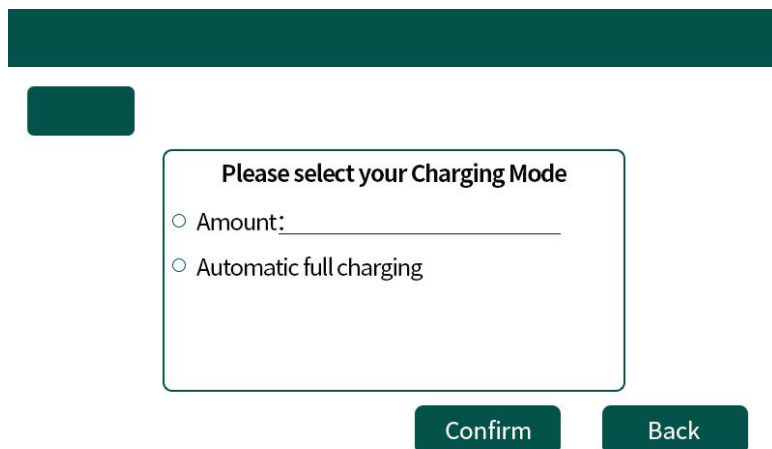 Please select your Charging Mode
Amount:
Automatic full charging
Confirm
Back